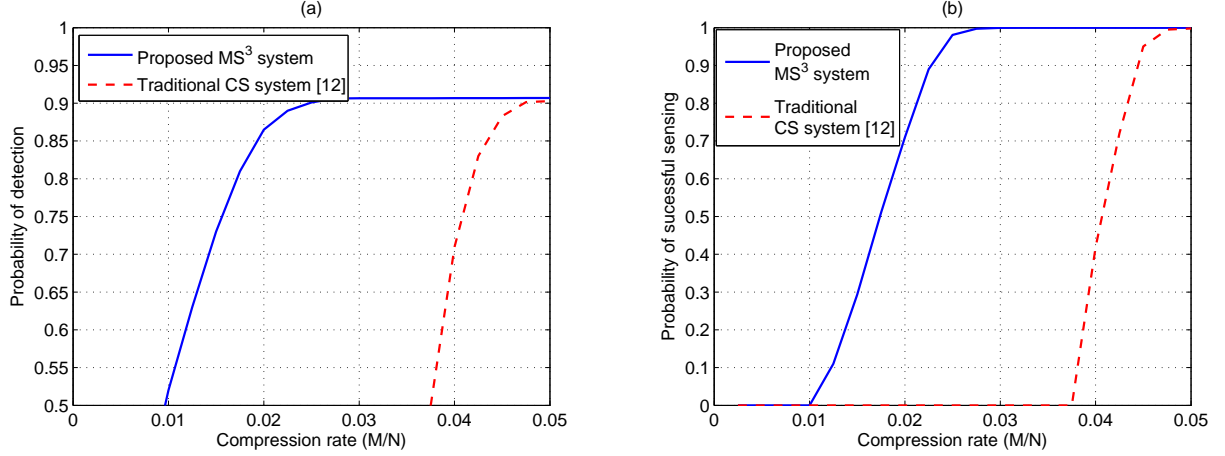 (a)
1
0.95
0.9
0.85
0.8
0.75
0.7
0.65
0.6
0.55
0.5
0
0.01
0.02
0.03
0.04
0.05
Compression rate (M/N)
Probability of detection
Proposed MS³ system
Traditional CS system [12]
(b)
1
0.9
0.8
0.7
0.6
0.5
0.4
0.3
0.2
0.1
0
0
0.01
0.02
0.03
0.04
0.05
Compression rate (M/N)
Probability of sucessful sensing
Proposed
MS³ system
Traditional
CS system [12]